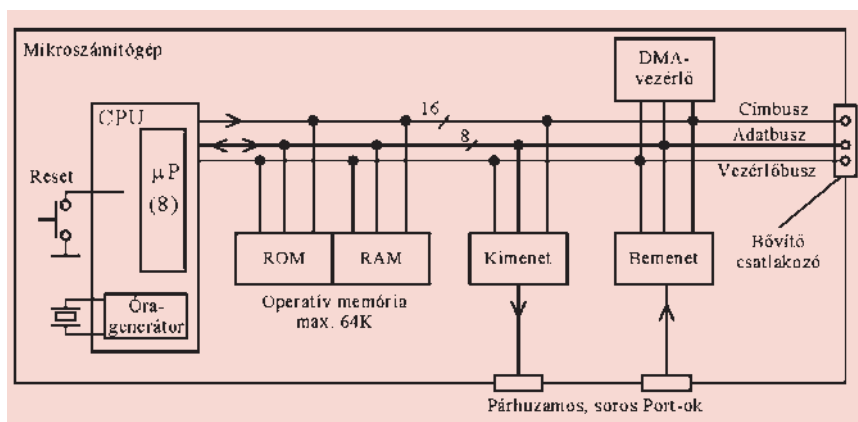 Mikroszámítógép
DMA-
vezérlő
CPU
16
Címbusz
8
Adatbusz
Vezérlőbusz
Reset
μP
(8)
ROM
RAM
Kimenet
Bemenet
Bővítő
csatlakozó
Óra-
generátor
Operatív memória
max. 64K
Párhuzamos, soros Port-ok